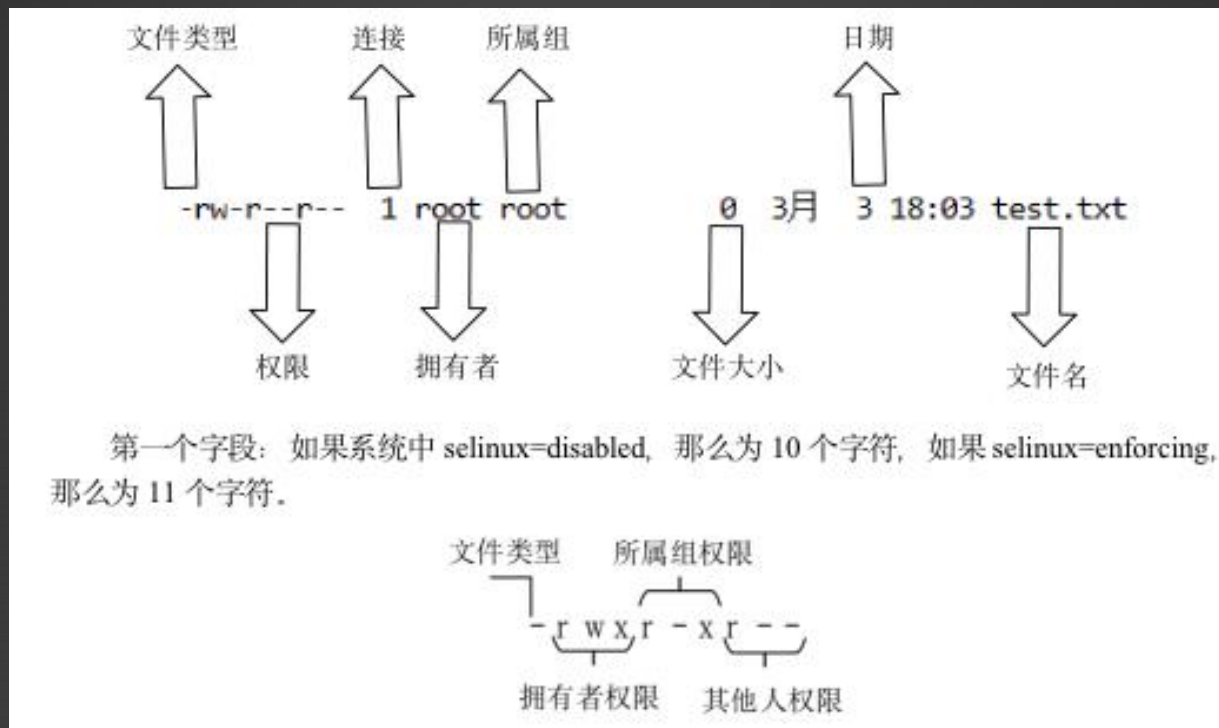 文件类型 连接 所属组 日期
-rw-r--r-- 1 root root 0 3月 3 18:03 test.txt
权限 拥有者 文件大小 文件名
第一个字段：如果系统中 selinux=disabled，那么为 10 个字符，如果 selinux=enforcing，
那么为 11 个字符。
文件类型 所属组权限
- r w x r - x r - -
拥有者权限 其他人权限